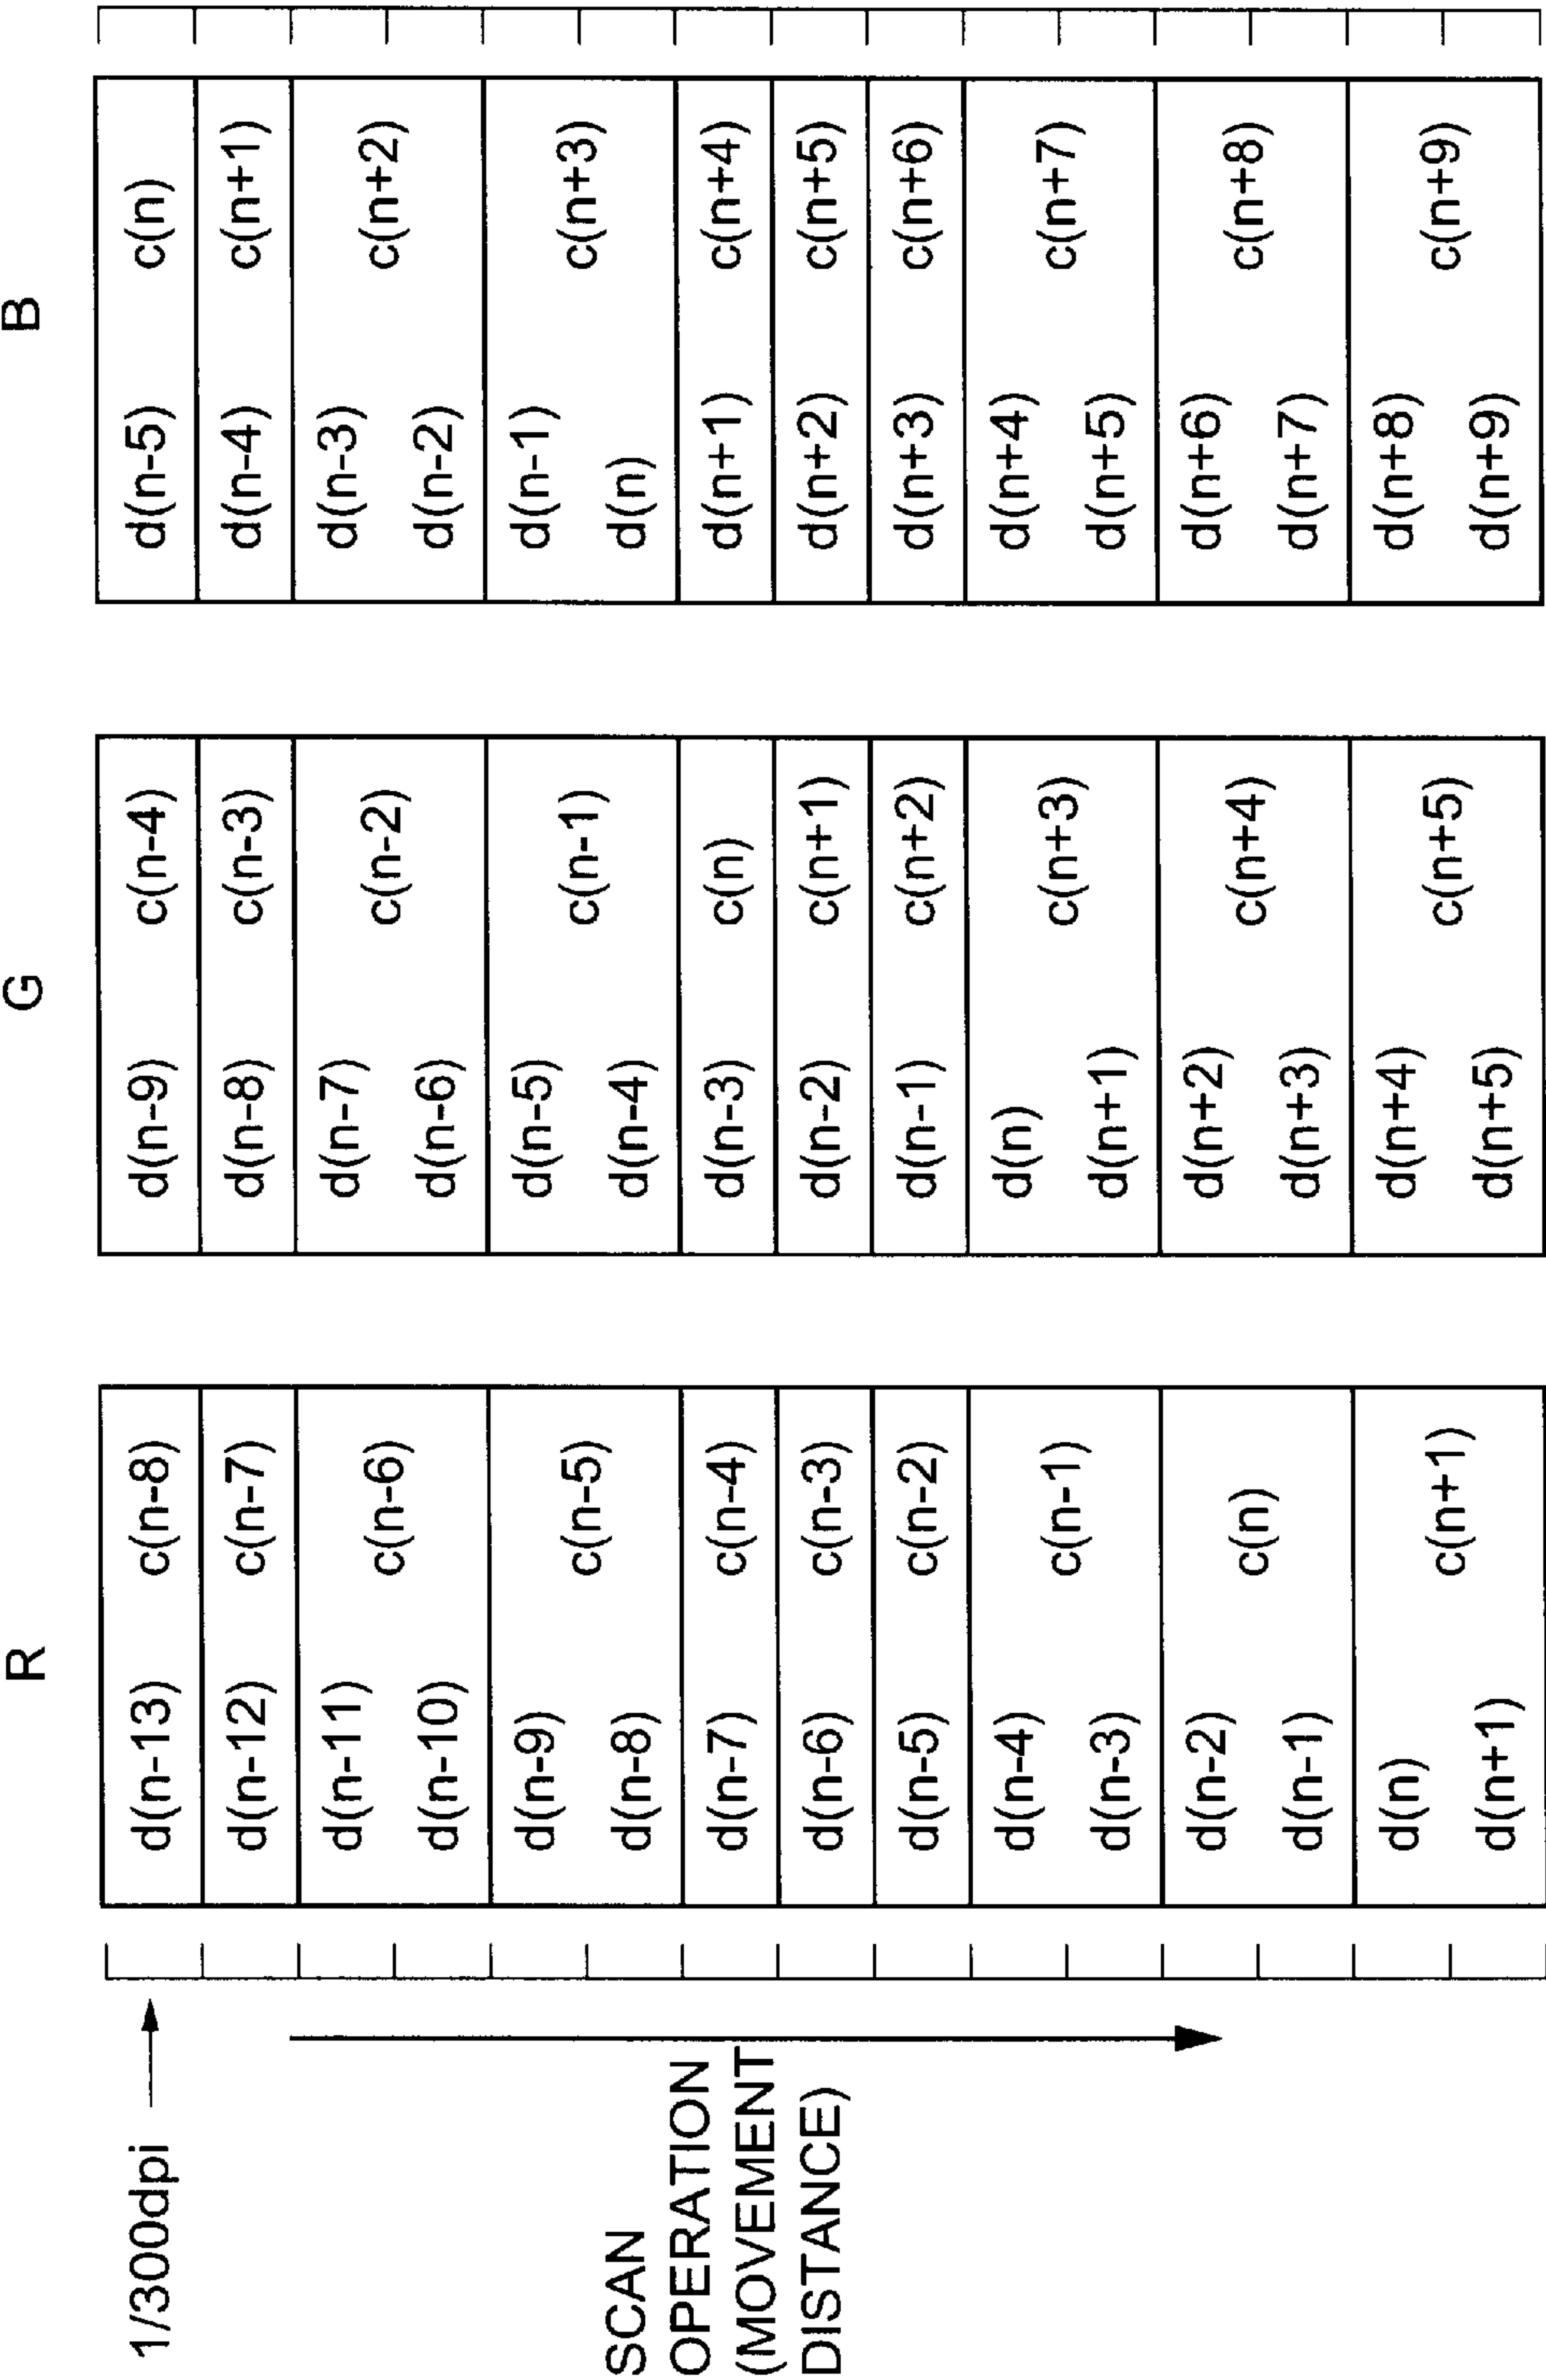 R
G
B
1/300dpi
SCAN
OPERATION
(MOVEMENT
DISTANCE)
d(n-13) c(n-8)
d(n-12) c(n-7)
d(n-11)
c(n-6)
d(n-10)
d(n-9)
c(n-5)
d(n-8)
d(n-7) c(n-4)
d(n-6) c(n-3)
d(n-5) c(n-2)
d(n-4)
c(n-1)
d(n-3)
d(n-2)
c(n)
d(n-1)
d(n)
c(n+1)
d(n+1)
d(n-9) c(n-4)
d(n-8) c(n-3)
d(n-7)
c(n-2)
d(n-6)
d(n-5)
c(n-1)
d(n-4)
d(n-3) c(n)
d(n-2) c(n+1)
d(n-1) c(n+2)
d(n)
c(n+3)
d(n+1)
d(n+2)
c(n+4)
d(n+3)
d(n+4)
c(n+5)
d(n+5)
d(n-5) c(n)
d(n-4) c(n+1)
d(n-3)
c(n+2)
d(n-2)
d(n-1)
c(n+3)
d(n)
d(n+1) c(n+4)
d(n+2) c(n+5)
d(n+3) c(n+6)
d(n+4)
c(n+7)
d(n+5)
d(n+6)
c(n+8)
d(n+7)
d(n+8)
c(n+9)
d(n+9)